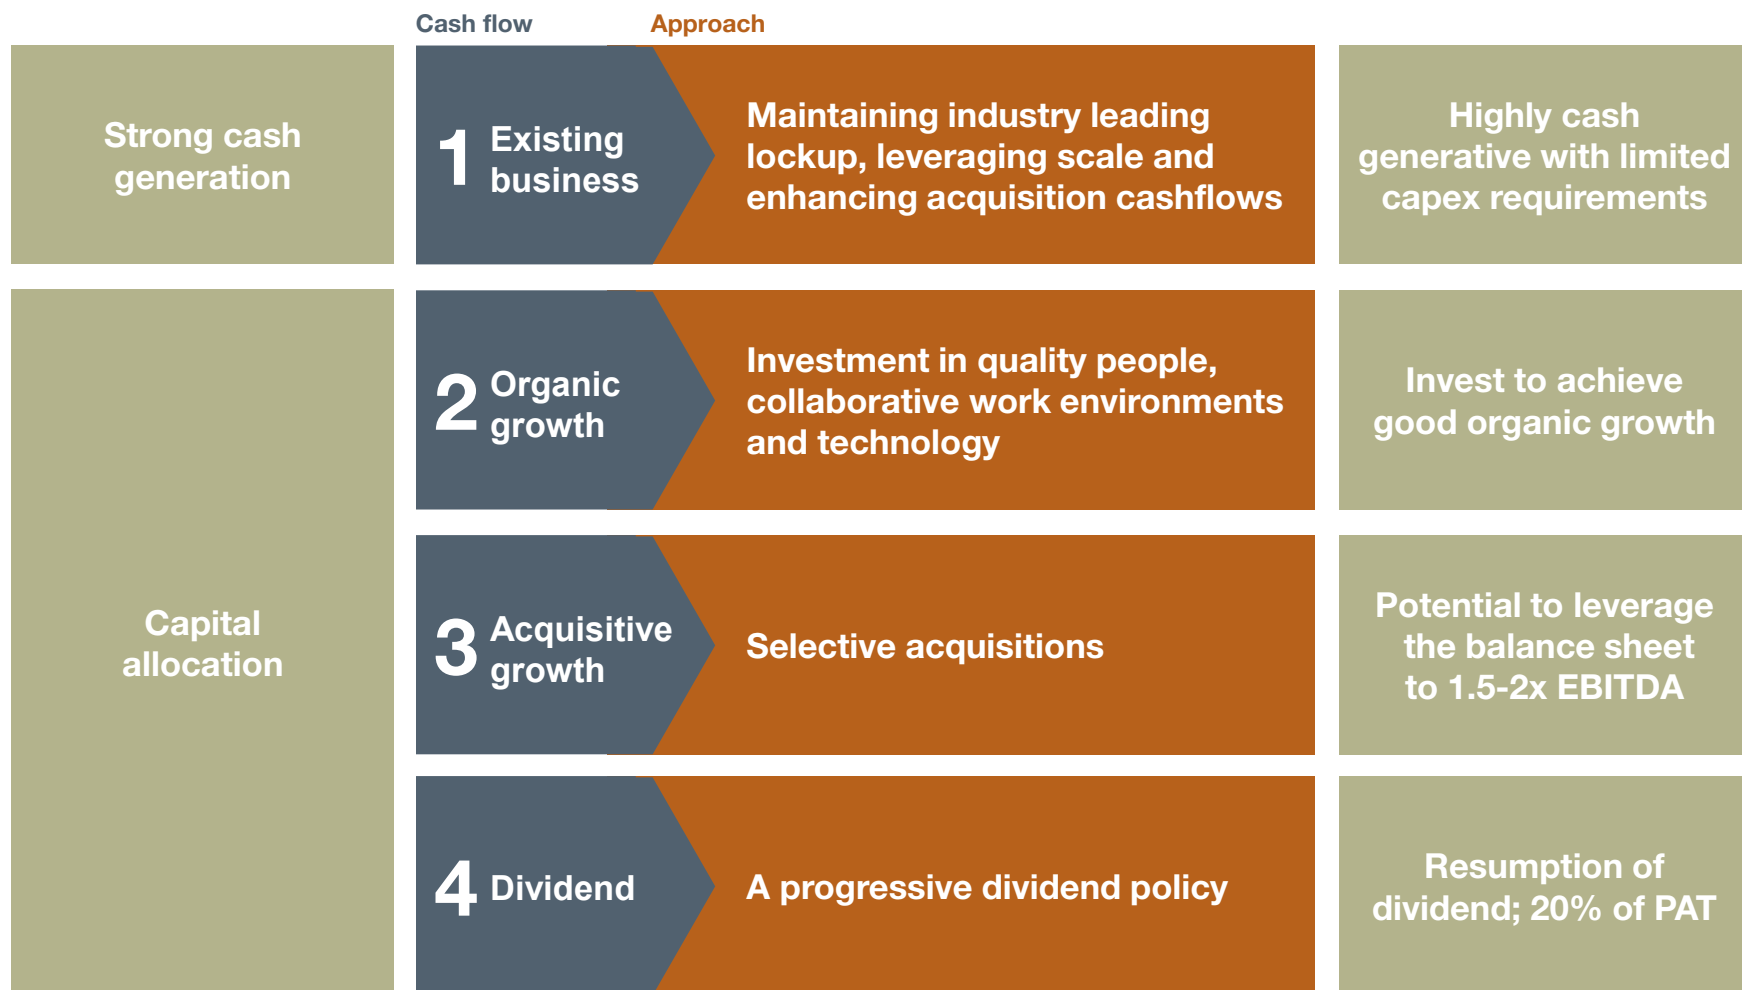 Cash flow
Approach
Strong cash
generation
1
Existing
business
Maintaining industry leading
lockup, leveraging scale and
enhancing acquisition cashflows
Highly cash
generative with limited
capex requirements
Capital
allocation
2
Organic
growth
Investment in quality people,
collaborative work environments
and technology
Invest to achieve
good organic growth
3
Acquisitive
growth
Selective acquisitions
Potential to leverage
the balance sheet
to 1.5-2x EBITDA
4
Dividend
A progressive dividend policy
Resumption of
dividend; 20% of PAT